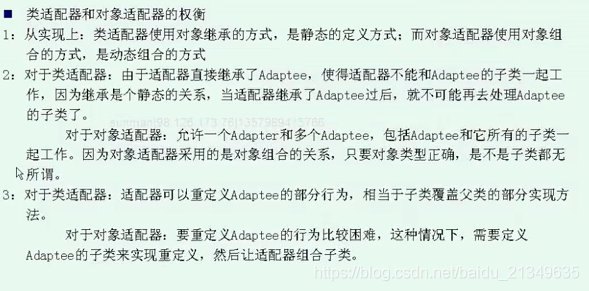 ■ 类适配器和对象适配器的权衡
1：从实现上：类适配器使用对象继承的方式，是静态的定义方式；而对象适配器使用对象组
合的方式，是动态组合的方式
2：对于类适配器：由于适配器直接继承了Adaptee，使得适配器不能和Adaptee的子类一起工
作，因为继承是个静态的关系，当适配器继承了Adaptee过后，就不可能再去处理Adaptee
的子类了。
对于对象适配器：允许一个Adapter和多个Adaptee，包括Adaptee和它所有的子类一
起工作。因为对象适配器采用的是对象组合的关系，只要对象类型正确，是不是子类都无
所谓。
3：对于类适配器：适配器可以重定义Adaptee的部分行为，相当于子类覆盖父类的部分实现方
法。
对于对象适配器：要重定义Adaptee的行为比较困难，这种情况下，需要定义
Adaptee的子类来实现重定义，然后让适配器组合子类。
https://blog.csdn.net/baidu_21349635